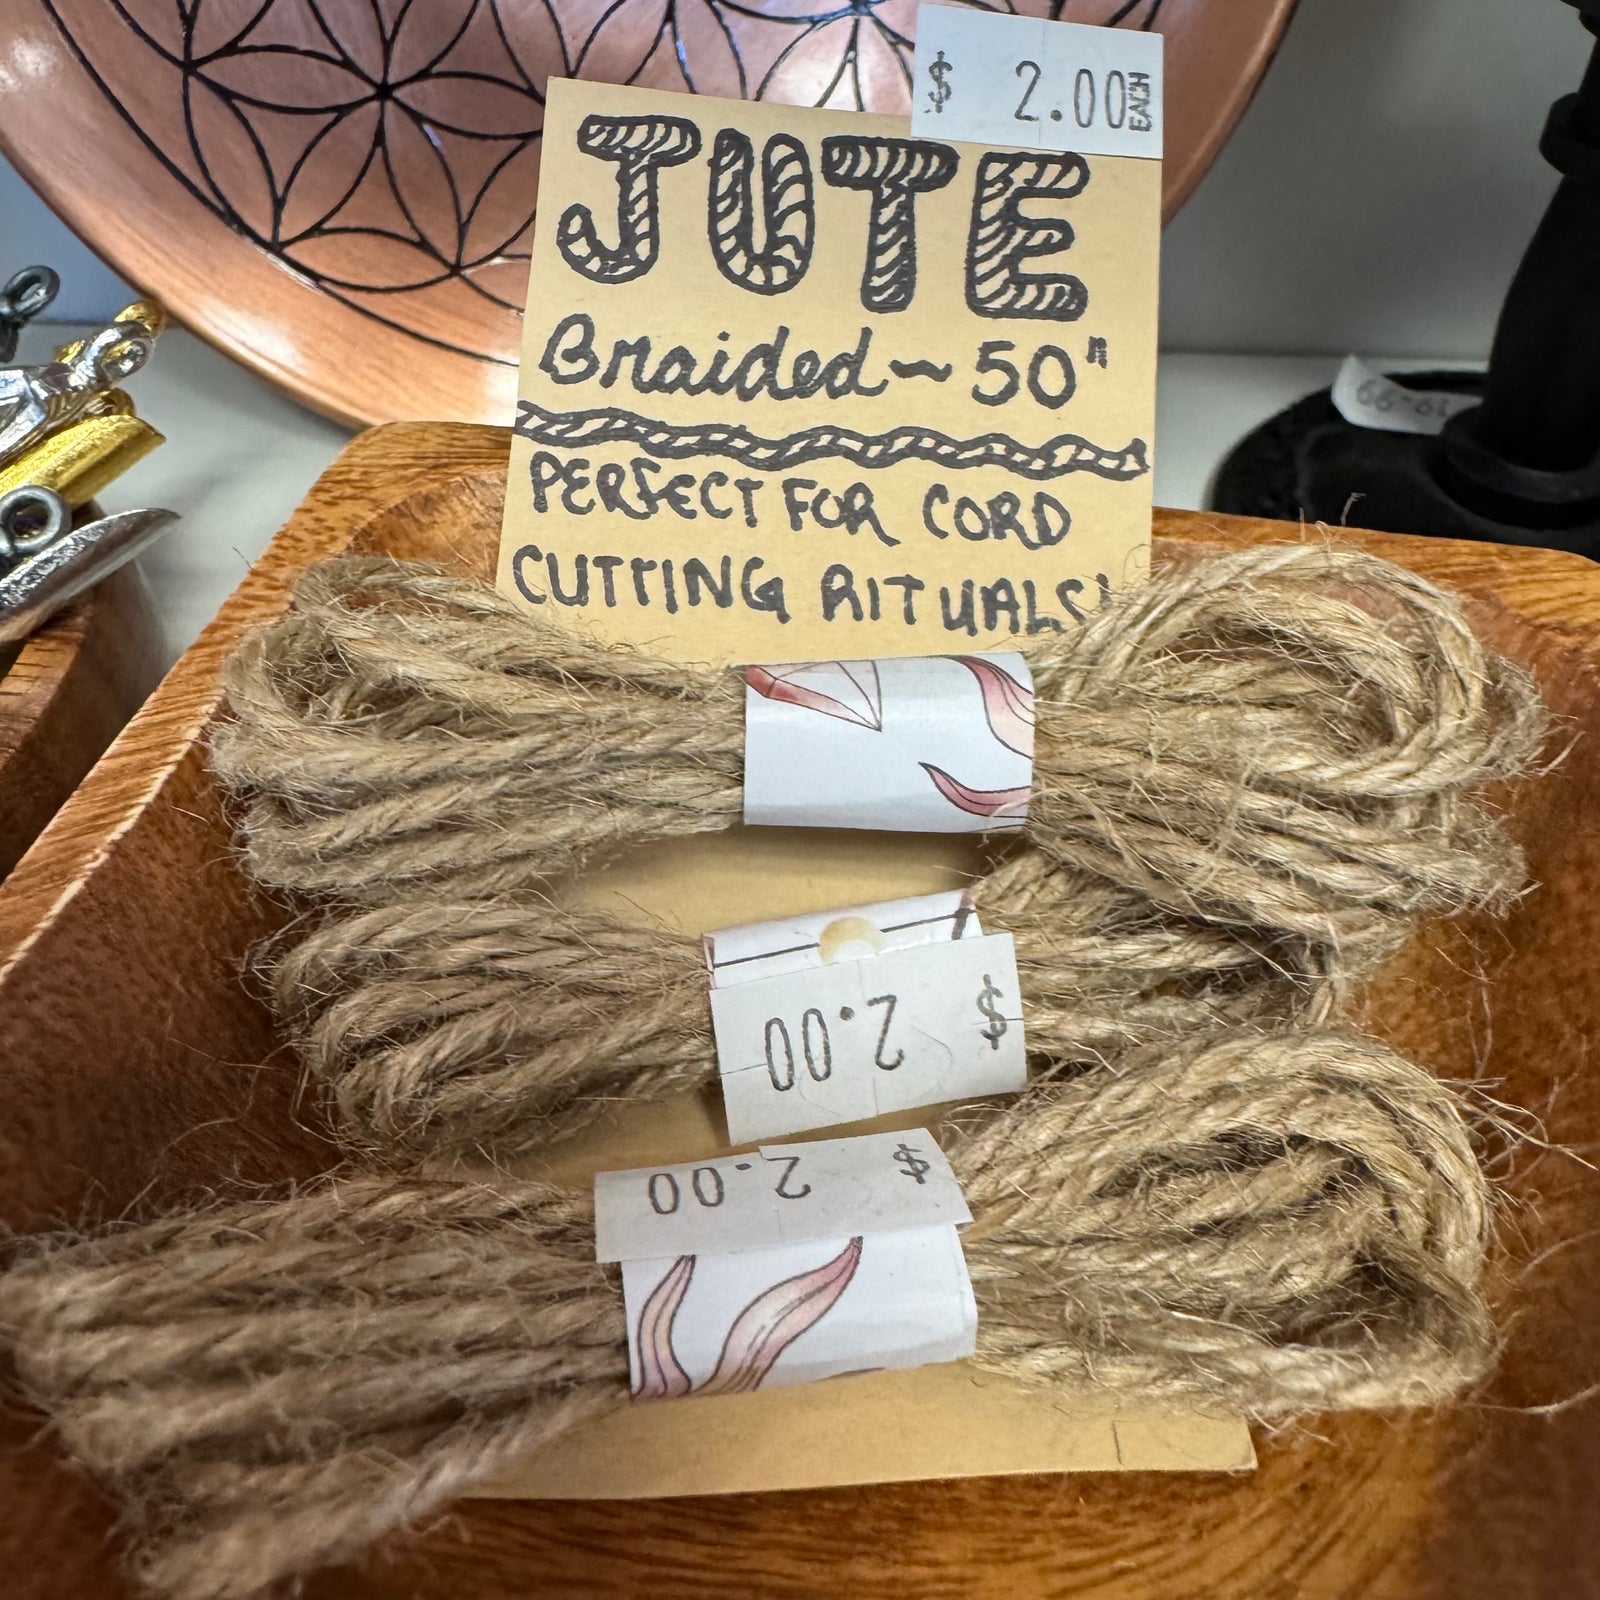 $ 2.00 EACH
JUTE
Braided ~ 50"
PERFECT FOR CORD
CUTTING RITUALS!
$ 2.00
$ 2.00